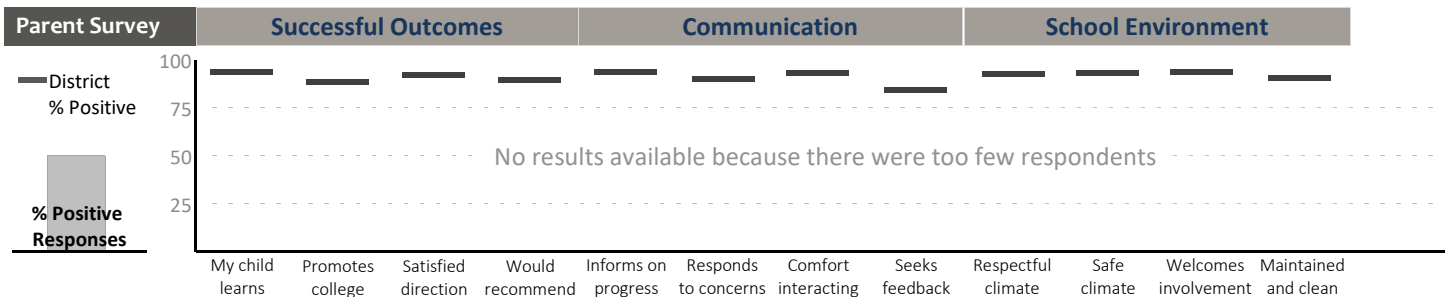 Parent Survey
Successful Outcomes
Communication
School Environment
District
% Positive
% Positive
Responses
100
75
50
25
No results available because there were too few respondents
My child
learns
Promotes
college
Satisfied
direction
Would
recommend
Informs on
progress
Responds
to concerns
Comfort
interacting
Seeks
feedback
Respectful
climate
Safe
climate
Welcomes
involvement
Maintained
and clean